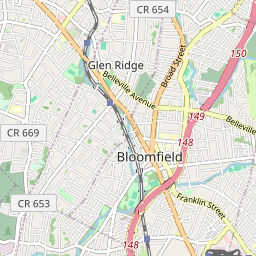 CR 654
150
Glen Ridge
Belleville Avenue
Broad Street
149
Belleville
CR 669
148
Bloomfield
CR 653
Franklin Street
148